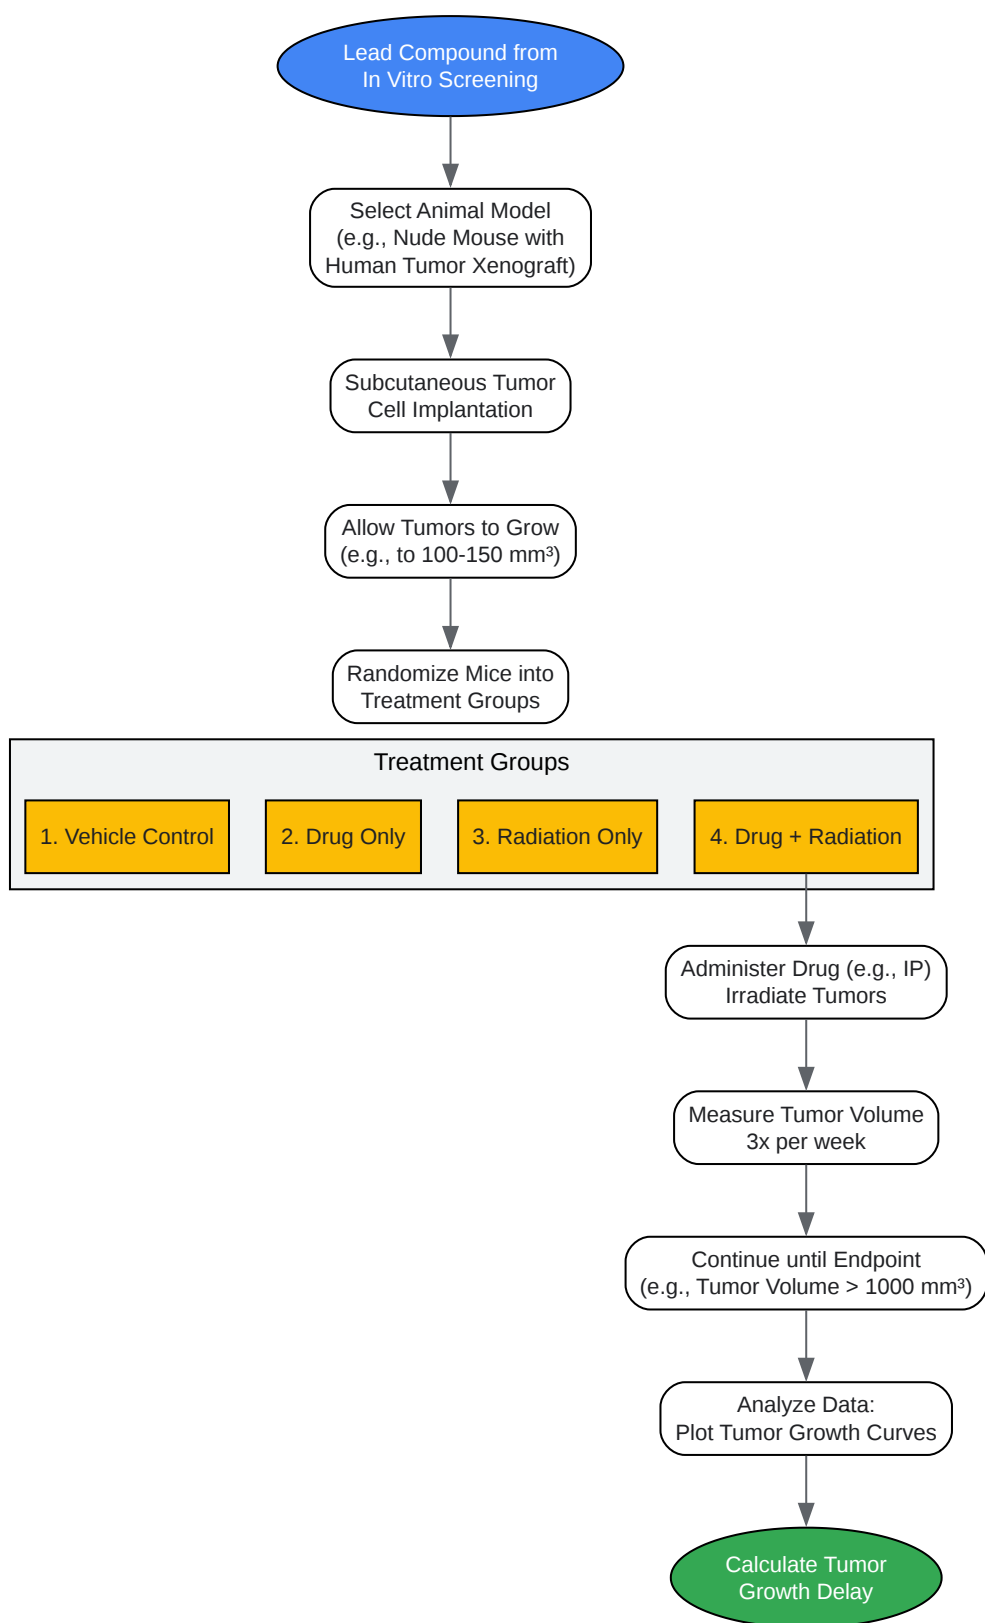 Lead Compound from
In Vitro Screening
Select Animal Model
(e.g., Nude Mouse with
Human Tumor Xenograft)
Subcutaneous Tumor
Cell Implantation
Allow Tumors to Grow
(e.g., to 100-150 mm³)
Randomize Mice into
Treatment Groups
Treatment Groups
1. Vehicle Control
2. Drug Only
3. Radiation Only
4. Drug + Radiation
Administer Drug (e.g., IP)
Irradiate Tumors
Measure Tumor Volume
3x per week
Continue until Endpoint
(e.g., Tumor Volume > 1000 mm³)
Analyze Data:
Plot Tumor Growth Curves
Calculate Tumor
Growth Delay